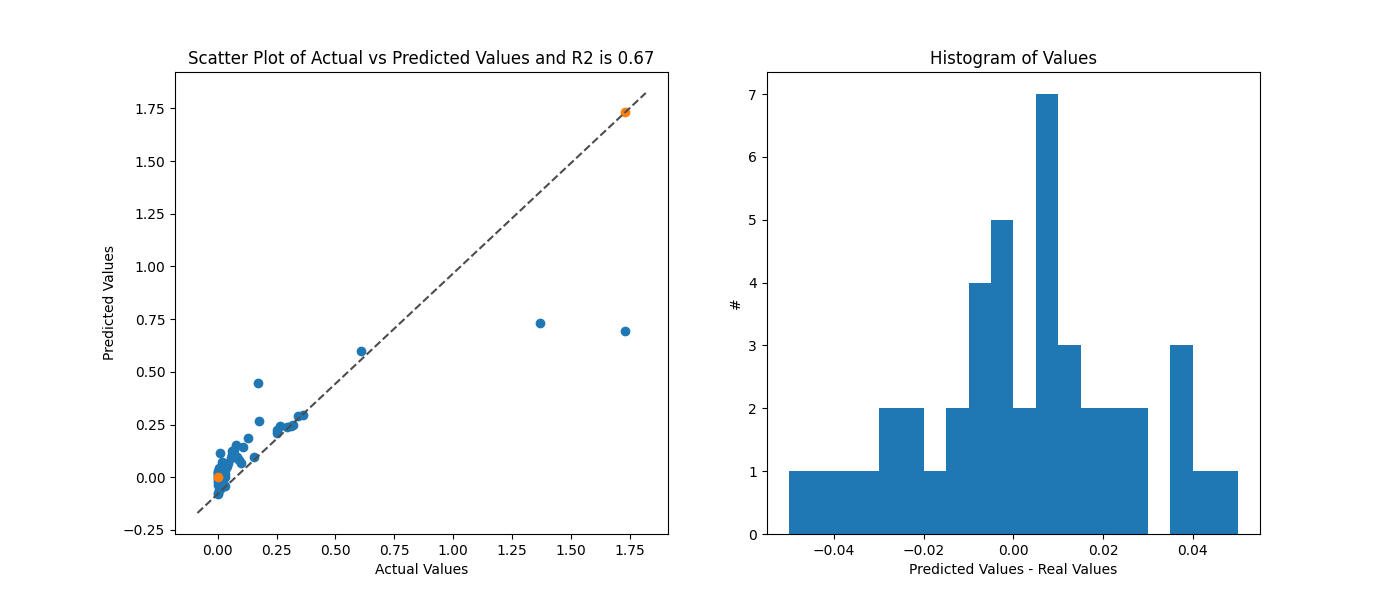 Scatter Plot of Actual vs Predicted Values and R2 is 0.67
1.75
1.50
1.25
1.00
0.75
0.50
0.25
0.00
−0.25
Predicted Values
0.00 0.25 0.50 0.75 1.00 1.25 1.50 1.75
Actual Values
Histogram of Values
7
6
5
4
3
2
1
0
#
−0.04 −0.02 0.00 0.02 0.04
Predicted Values - Real Values